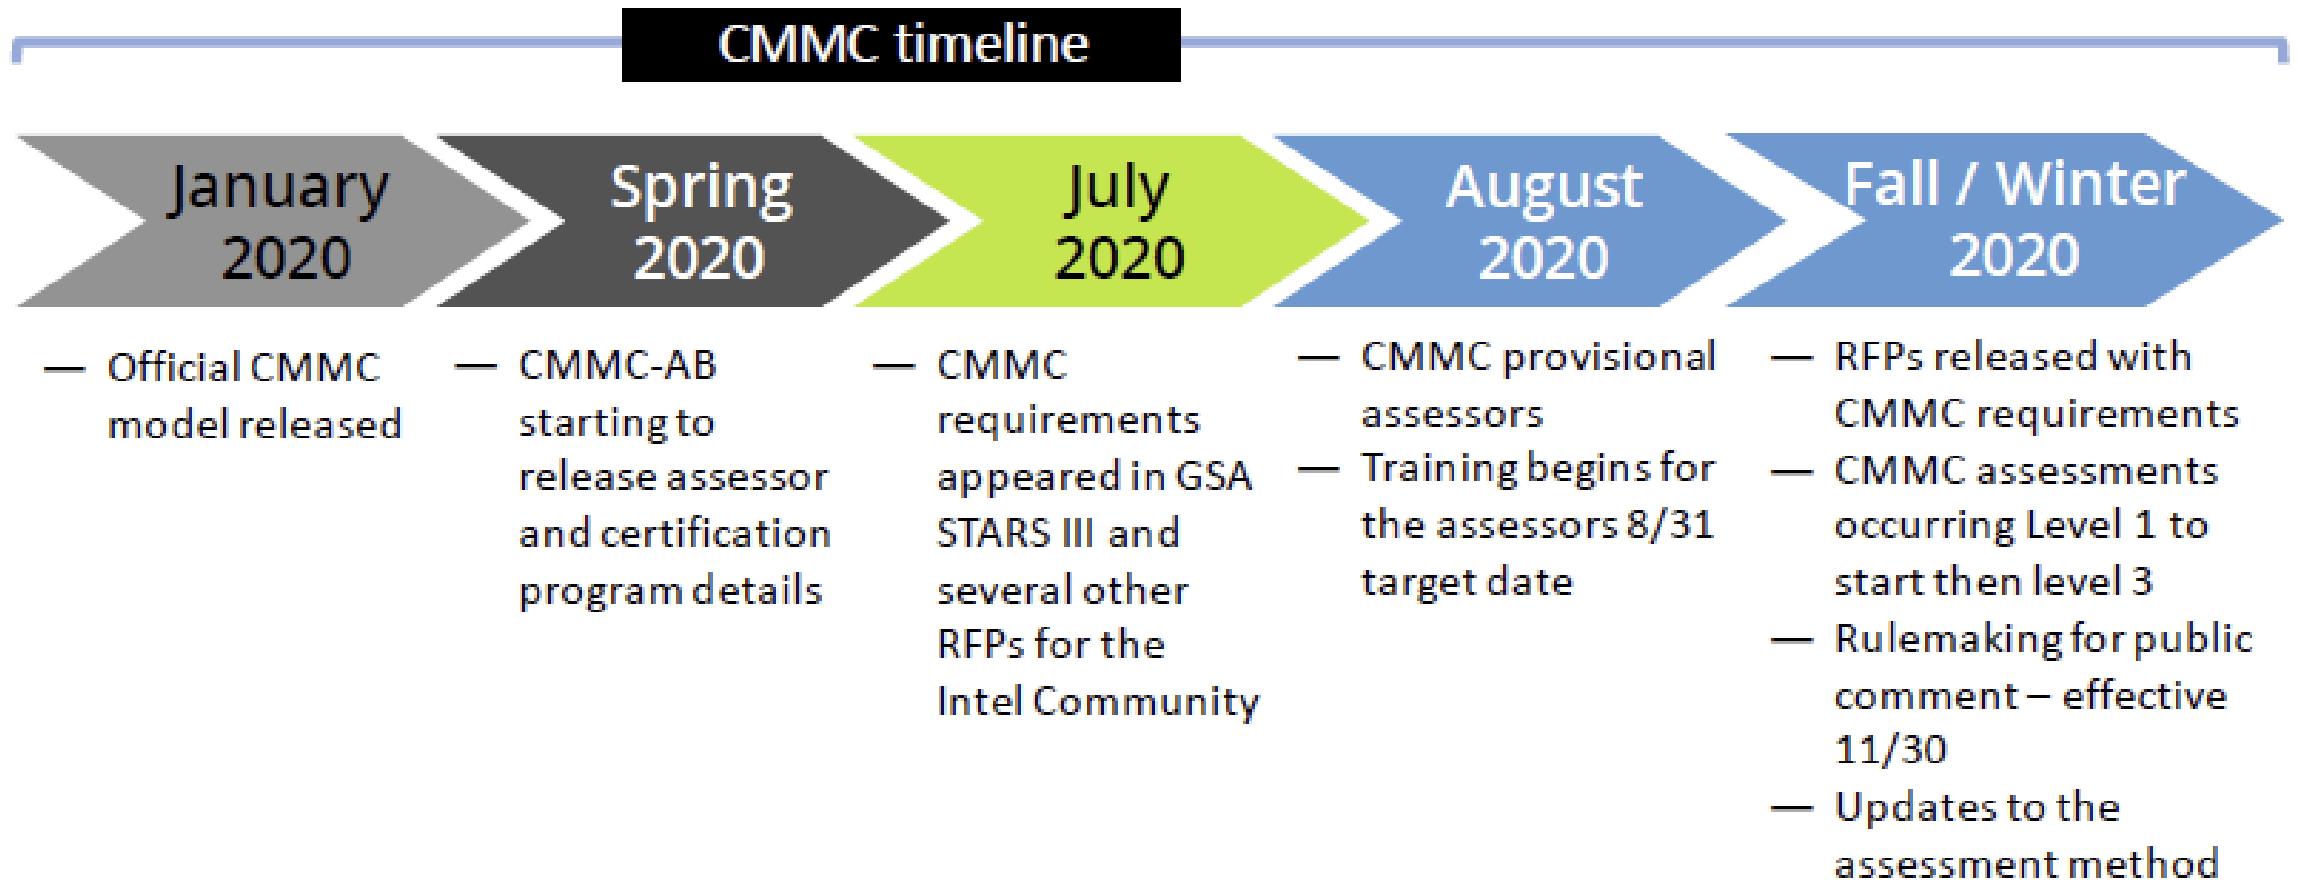 CMMC timeline
January
2020
Spring
2020
July
2020
August
2020
Fall / Winter
2020
— Official CMMC
model released
— CMMC-AB
starting to
release assessor
and certification
program details
— CMMC
requirements
appeared in GSA
STARS III and
several other
RFPs for the
Intel Community
— CMMC provisional
assessors
— Training begins for
the assessors 8/31
target date
— RFPs released with
CMMC requirements
— CMMC assessments
occurring Level 1 to
start then level 3
— Rulemaking for public
comment – effective
11/30
— Updates to the
assessment method